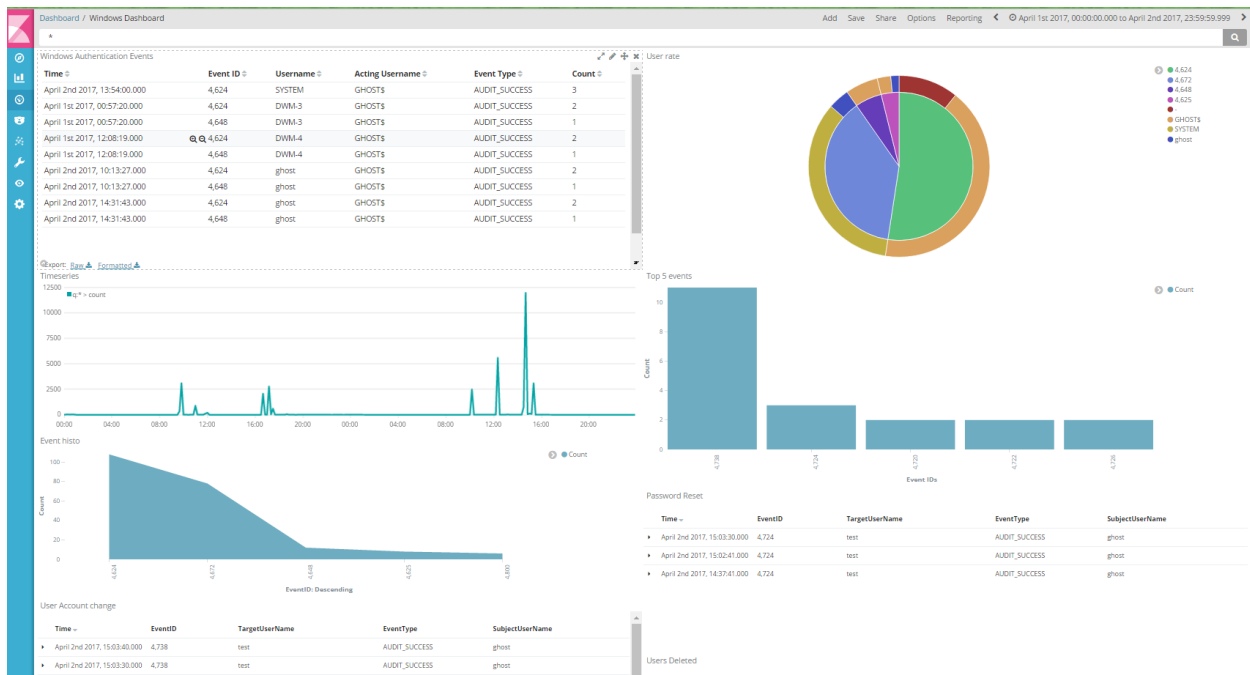 Dashboard / Windows Dashboard
Add Save Share Options Reporting April 1st 2017, 00:00:00.000 to April 2nd 2017, 23:59:59.999
*
Windows Authentication Events
Time Event ID Username Acting Username Event Type Count
April 2nd 2017, 13:54:00.000 4,624 SYSTEM GHOST$ AUDIT_SUCCESS 3
April 1st 2017, 00:57:20.000 4,624 DWM-3 GHOST$ AUDIT_SUCCESS 2
April 1st 2017, 00:57:20.000 4,648 DWM-3 GHOST$ AUDIT_SUCCESS 1
April 1st 2017, 12:08:19.000 4,624 DWM-4 GHOST$ AUDIT_SUCCESS 2
April 1st 2017, 12:08:19.000 4,648 DWM-4 GHOST$ AUDIT_SUCCESS 1
April 2nd 2017, 10:13:27.000 4,624 ghost GHOST$ AUDIT_SUCCESS 2
April 2nd 2017, 10:13:27.000 4,648 ghost GHOST$ AUDIT_SUCCESS 1
April 2nd 2017, 14:31:43.000 4,624 ghost GHOST$ AUDIT_SUCCESS 2
April 2nd 2017, 14:31:43.000 4,648 ghost GHOST$ AUDIT_SUCCESS 1
Export: Raw Formatted
User rate
4,624
4,672
4,648
4,625
GHOST$
SYSTEM
ghost
Timeseries
q:* > count
12500
10000
7500
5000
2500
0
00:00 04:00 08:00 12:00 16:00 20:00 00:00 04:00 08:00 12:00 16:00 20:00
Top 5 events
Count
10
8
6
4
2
0
Count
4,738 4,724 4,720 4,722 4,726
Event IDs
Event histo
Count
100
80
60
40
20
0
Count
4,624 4,672 4,648 4,625 4,800
EventID: Descending
Password Reset
Time EventID TargetUserName EventType SubjectUserName
April 2nd 2017, 15:03:30.000 4,724 test AUDIT_SUCCESS ghost
April 2nd 2017, 15:02:41.000 4,724 test AUDIT_SUCCESS ghost
April 2nd 2017, 14:37:41.000 4,724 test AUDIT_SUCCESS ghost
User Account change
Time EventID TargetUserName EventType SubjectUserName
April 2nd 2017, 15:03:40.000 4,738 test AUDIT_SUCCESS ghost
April 2nd 2017, 15:03:30.000 4,738 test AUDIT_SUCCESS ghost
Users Deleted